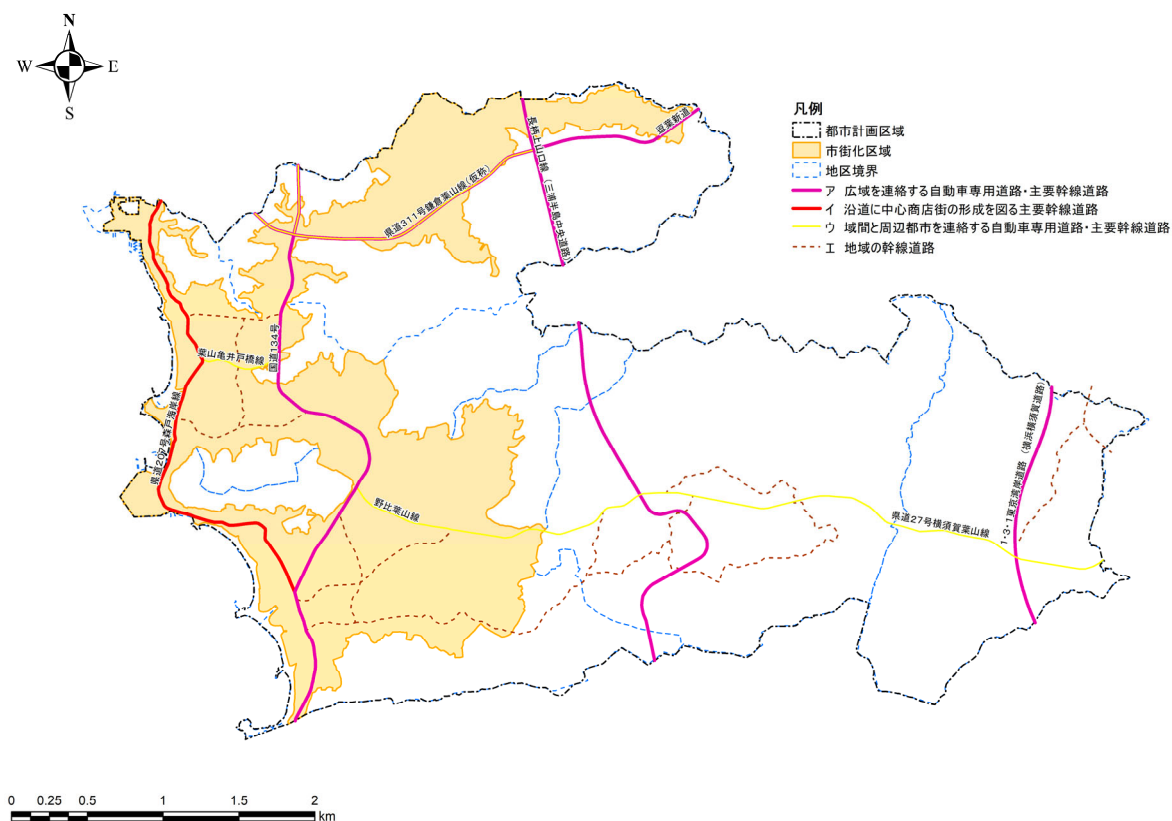 N
W E
S
凡例
都市計画区域
市街化区域
地区境界
ア 広域を連絡する自動車専用道路・主要幹線道路
イ 沿道に中心商店街の形成を図る主要幹線道路
ウ 域間と周辺都市を連絡する自動車専用道路・主要幹線道路
エ 地域の幹線道路
逗葉新道
長柄上山口線 (三浦半島中央道路)
県道311号鎌倉葉山線(仮称)
国道134号
葉山亀井戸橋線
県道207号森戸海岸線
野比葉山線
県道27号横須賀葉山線
1・3・1東京湾岸道路 (横浜横須賀道路)
0 0.25 0.5 1 1.5 2
km